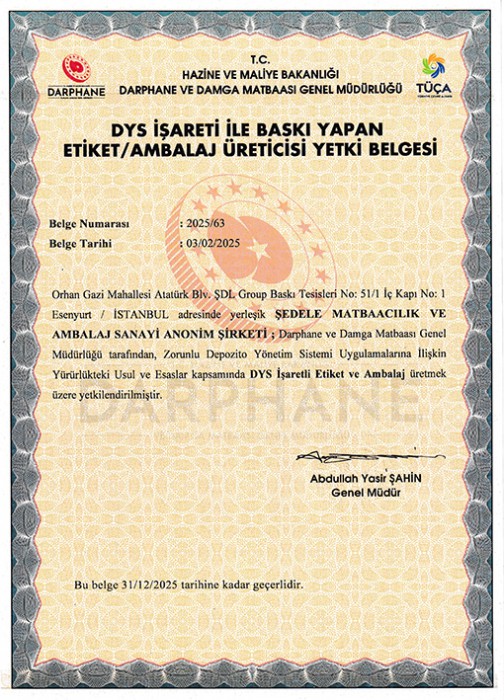 T.C.
HAZİNE VE MALİYE BAKANLIĞI
DARPHANE VE DAMGA MATBAASI GENEL MÜDÜRLÜĞÜ
DARPHANE
TÜÇA
DYS İŞARETİ İLE BASKI YAPAN
ETİKET/AMBALAJ ÜRETİCİSİ YETKİ BELGESİ
Belge Numarası : 2025/63
Belge Tarihi : 03/02/2025
Orhan Gazi Mahallesi Atatürk Blv. ŞDL Group Baskı Tesisleri No: 51/1 İç Kapı No: 1
Esenyurt / İSTANBUL adresinde yerleşik ŞEDELE MATBAACILIK VE
AMBALAJ SANAYİ ANONİM ŞİRKETİ ; Darphane ve Damga Matbaası Genel
Müdürlüğü tarafından, Zorunlu Depozito Yönetim Sistemi Uygulamalarına İlişkin
Yürürlükteki Usul ve Esaslar kapsamında DYS İşaretli Etiket ve Ambalaj üretmek
üzere yetkilendirilmiştir.
DARPHANE
Abdullah Yasir ŞAHİN
Genel Müdür
Bu belge 31/12/2025 tarihine kadar geçerlidir.